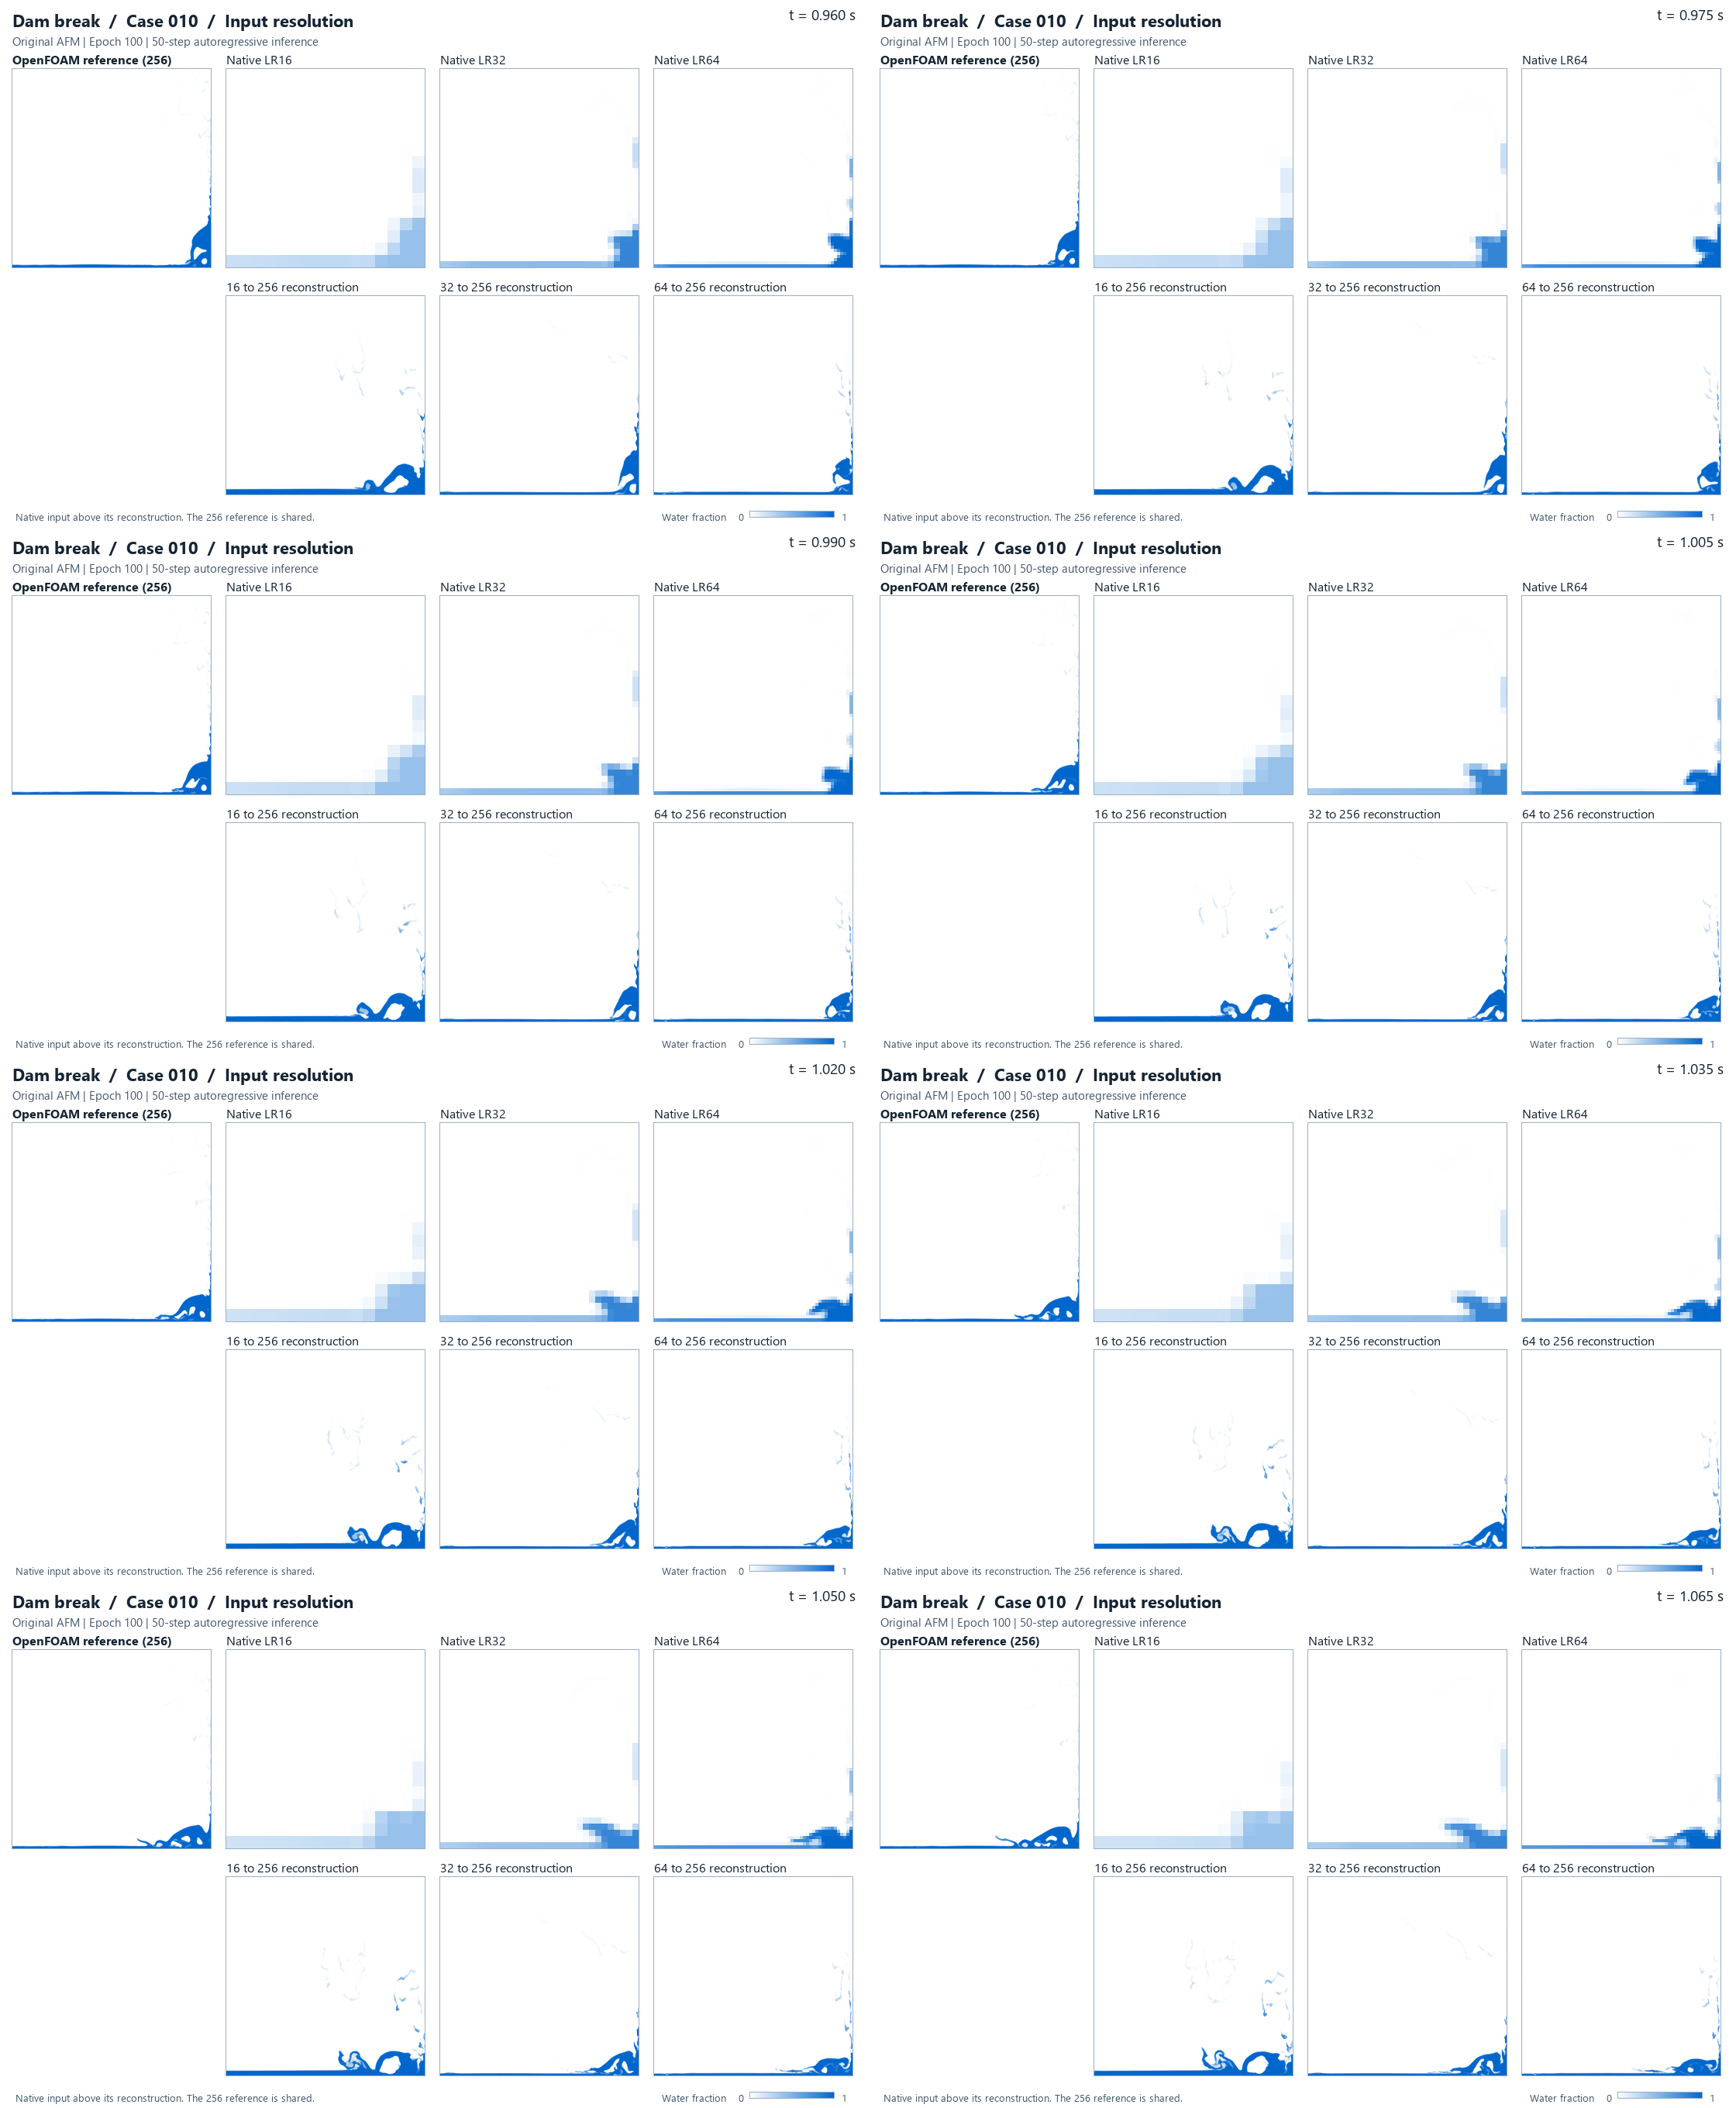 Dam break / Case 010 / Input resolution
t = 0.960 s
Original AFM | Epoch 100 | 50-step autoregressive inference
OpenFOAM reference (256)
Native LR16
Native LR32
Native LR64
16 to 256 reconstruction
32 to 256 reconstruction
64 to 256 reconstruction
Native input above its reconstruction. The 256 reference is shared.
Water fraction 0 1
Dam break / Case 010 / Input resolution
t = 0.975 s
Original AFM | Epoch 100 | 50-step autoregressive inference
OpenFOAM reference (256)
Native LR16
Native LR32
Native LR64
16 to 256 reconstruction
32 to 256 reconstruction
64 to 256 reconstruction
Native input above its reconstruction. The 256 reference is shared.
Water fraction 0 1
Dam break / Case 010 / Input resolution
t = 0.990 s
Original AFM | Epoch 100 | 50-step autoregressive inference
OpenFOAM reference (256)
Native LR16
Native LR32
Native LR64
16 to 256 reconstruction
32 to 256 reconstruction
64 to 256 reconstruction
Native input above its reconstruction. The 256 reference is shared.
Water fraction 0 1
Dam break / Case 010 / Input resolution
t = 1.005 s
Original AFM | Epoch 100 | 50-step autoregressive inference
OpenFOAM reference (256)
Native LR16
Native LR32
Native LR64
16 to 256 reconstruction
32 to 256 reconstruction
64 to 256 reconstruction
Native input above its reconstruction. The 256 reference is shared.
Water fraction 0 1
Dam break / Case 010 / Input resolution
t = 1.020 s
Original AFM | Epoch 100 | 50-step autoregressive inference
OpenFOAM reference (256)
Native LR16
Native LR32
Native LR64
16 to 256 reconstruction
32 to 256 reconstruction
64 to 256 reconstruction
Native input above its reconstruction. The 256 reference is shared.
Water fraction 0 1
Dam break / Case 010 / Input resolution
t = 1.035 s
Original AFM | Epoch 100 | 50-step autoregressive inference
OpenFOAM reference (256)
Native LR16
Native LR32
Native LR64
16 to 256 reconstruction
32 to 256 reconstruction
64 to 256 reconstruction
Native input above its reconstruction. The 256 reference is shared.
Water fraction 0 1
Dam break / Case 010 / Input resolution
t = 1.050 s
Original AFM | Epoch 100 | 50-step autoregressive inference
OpenFOAM reference (256)
Native LR16
Native LR32
Native LR64
16 to 256 reconstruction
32 to 256 reconstruction
64 to 256 reconstruction
Native input above its reconstruction. The 256 reference is shared.
Water fraction 0 1
Dam break / Case 010 / Input resolution
t = 1.065 s
Original AFM | Epoch 100 | 50-step autoregressive inference
OpenFOAM reference (256)
Native LR16
Native LR32
Native LR64
16 to 256 reconstruction
32 to 256 reconstruction
64 to 256 reconstruction
Native input above its reconstruction. The 256 reference is shared.
Water fraction 0 1